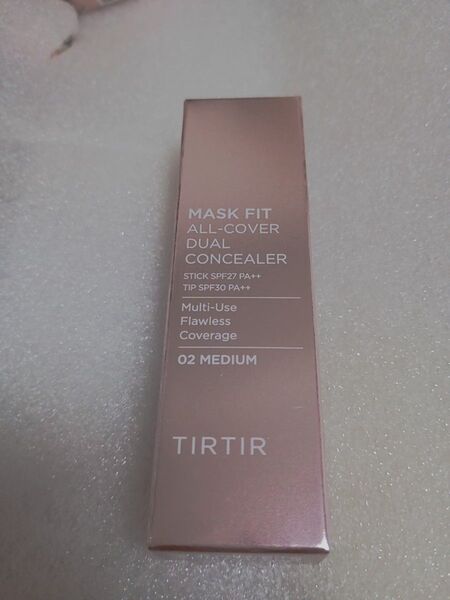 MASK FIT
ALL-COVER
DUAL
CONCEALER
STICK SPF27 PA++
TIP SPF30 PA++
Multi-Use
Flawless
Coverage
02 MEDIUM
TIRTIR